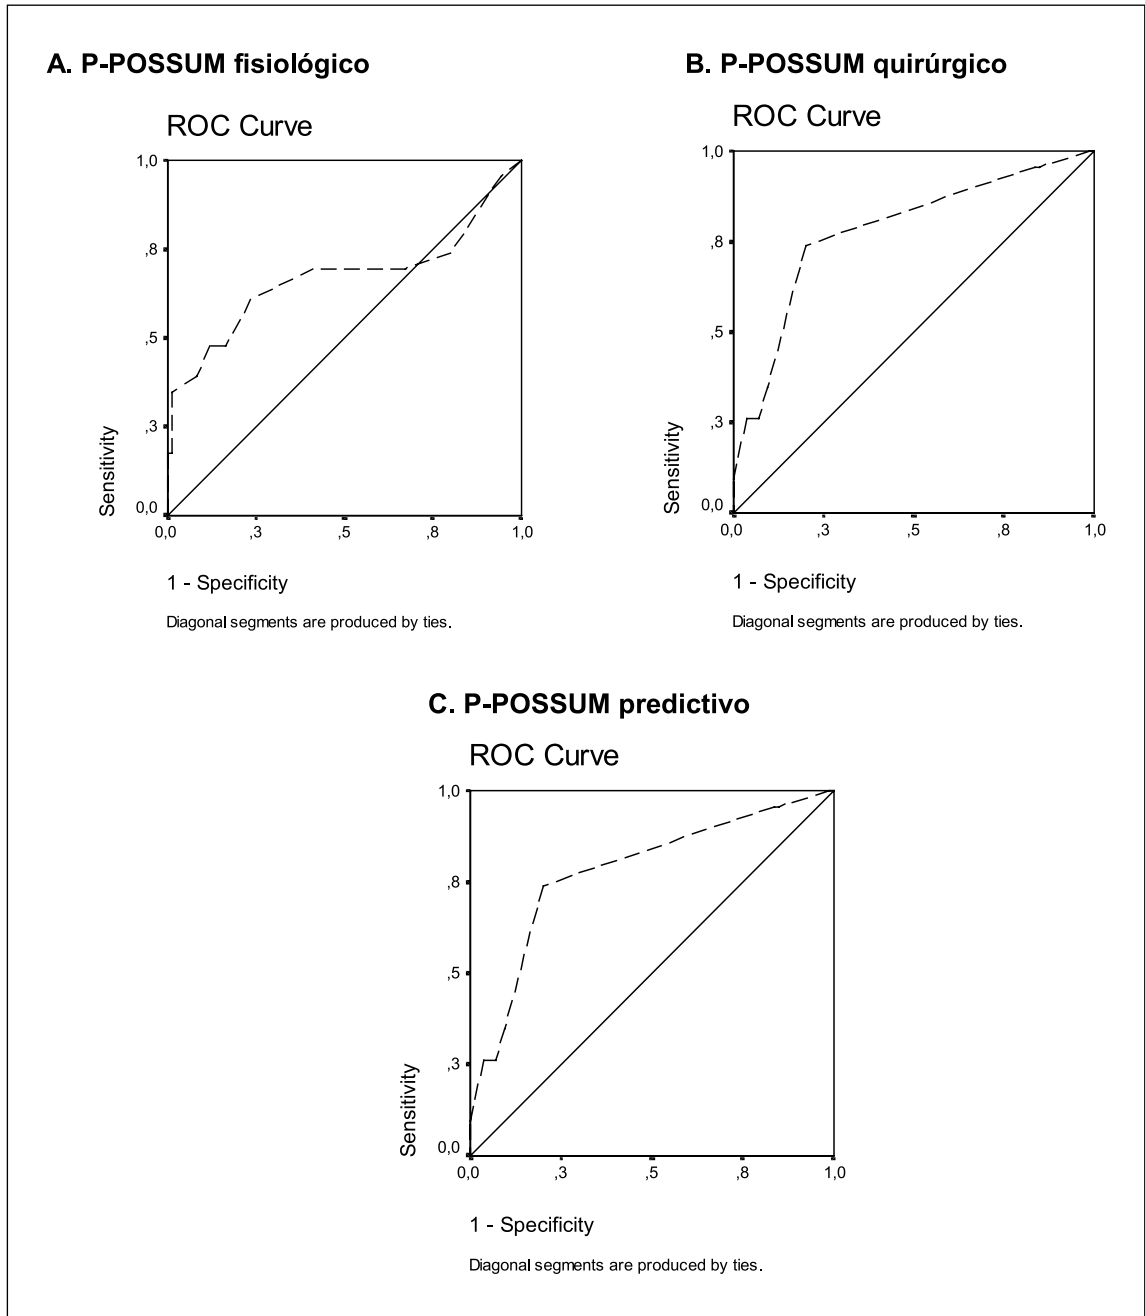 A. P-POSSUM fisiológico
ROC Curve
1,0
,8
,5
,3
0,0
Sensitivity
0,0 ,3 ,5 ,8 1,0
1 - Specificity
Diagonal segments are produced by ties.
B. P-POSSUM quirúrgico
ROC Curve
1,0
,8
,5
,3
0,0
Sensitivity
0,0 ,3 ,5 ,8 1,0
1 - Specificity
Diagonal segments are produced by ties.
C. P-POSSUM predictivo
ROC Curve
1,0
,8
,5
,3
0,0
Sensitivity
0,0 ,3 ,5 ,8 1,0
1 - Specificity
Diagonal segments are produced by ties.